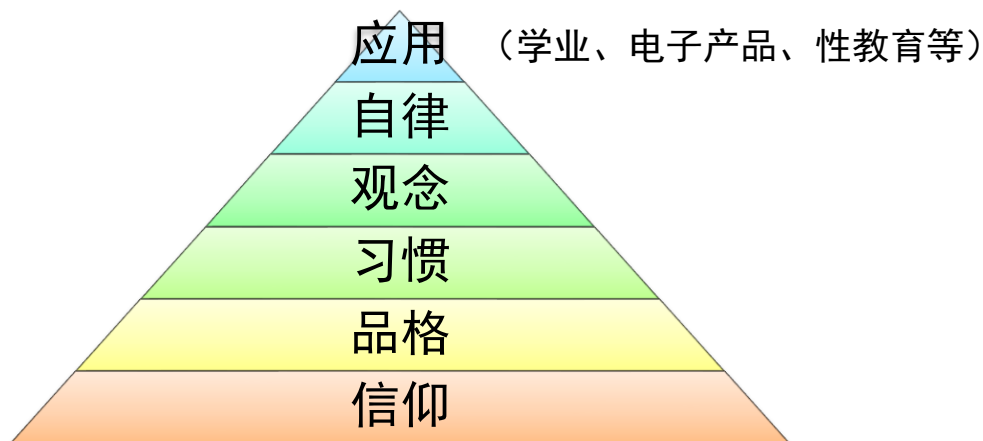 应用 （学业、电子产品、性教育等）
自律
观念
习惯
品格
信仰